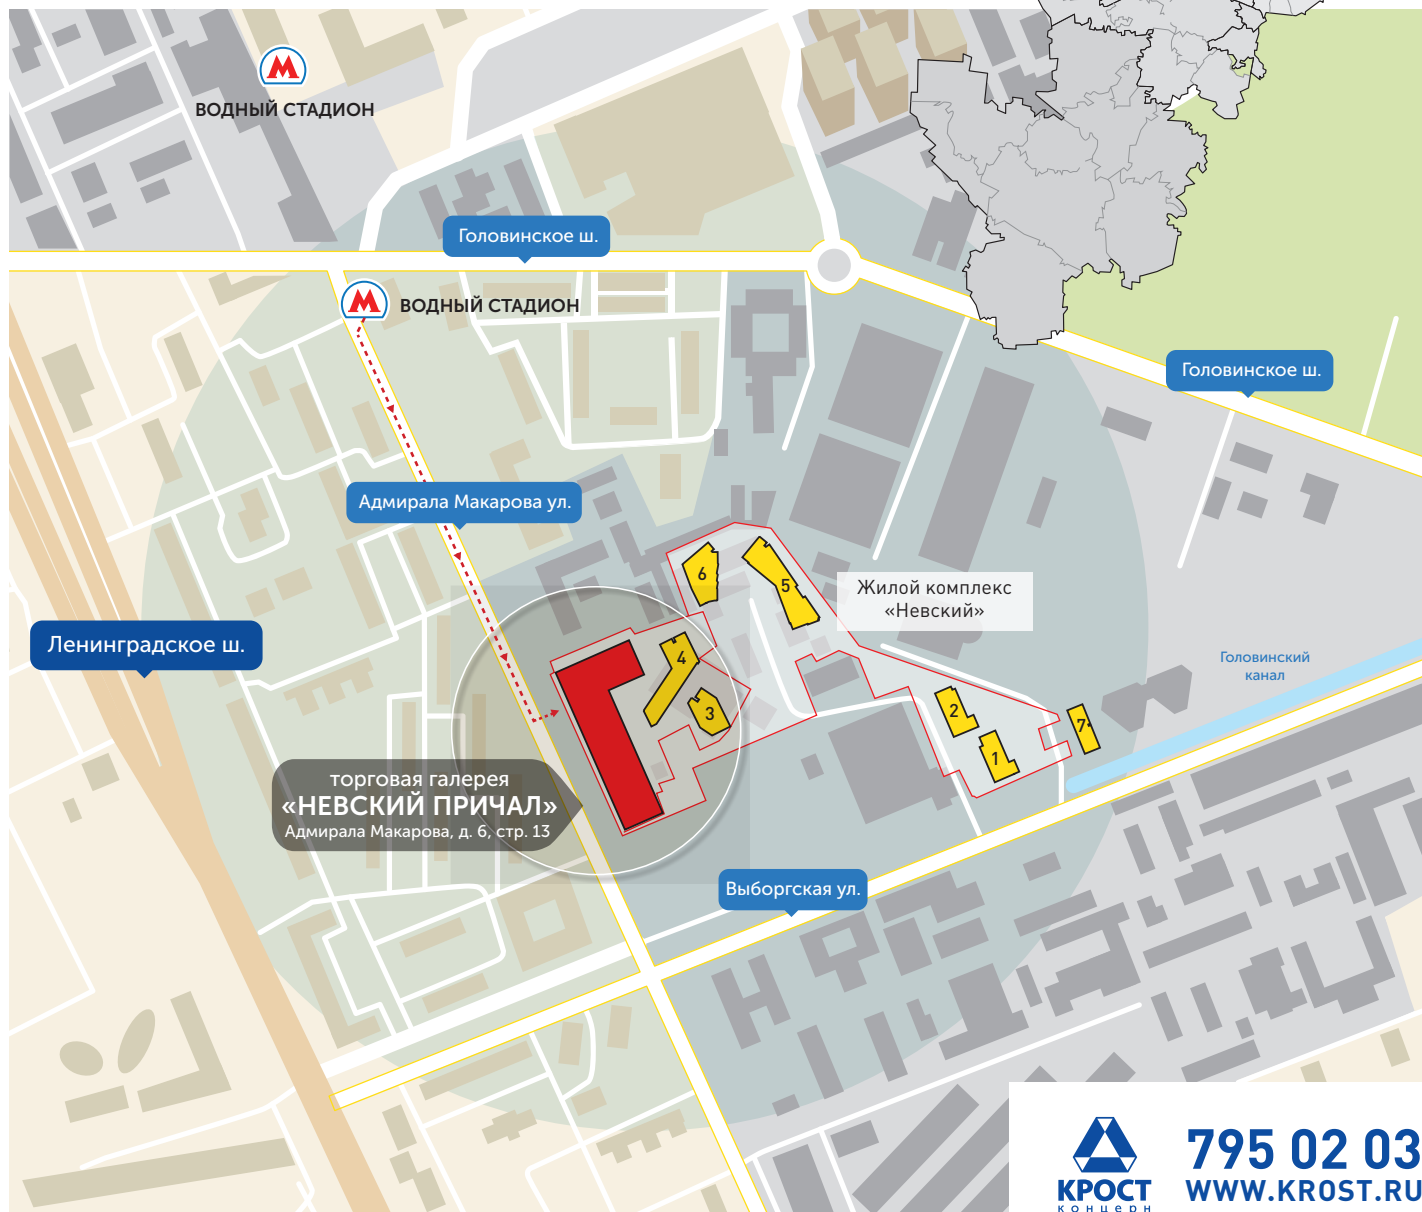 ВОДНЫЙ СТАДИОН
Головинское ш.
ВОДНЫЙ СТАДИОН
Головинское ш.
Адмирала Макарова ул.
6
5
Жилой комплекс
«Невский»
Ленинградское ш.
4
3
Головинский
канал
2
7
1
торговая галерея
«НЕВСКИЙ ПРИЧАЛ»
Адмирала Макарова, д. 6, стр. 13
Выборгская ул.
795 02 03
WWW.KROST.RU
КРОСТ
концерн